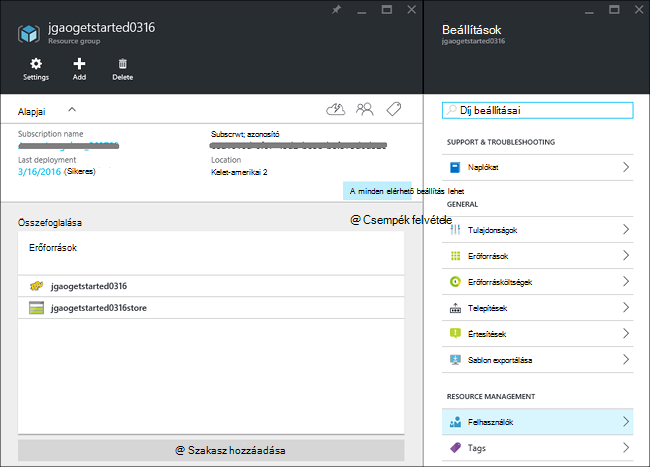 jgaogetstarted0316
Resource group
Settings
Add
Delete
Alapjai
Subscription name
Last deployment
3/16/2016 (Sikeres)
Subscrwt; azonosító
Location
Kelet-amerikai 2
A minden elérhető beállítás lehet
@ Csempék felvétele
Összefoglalása
Erőforrások
jgaogetstarted0316
jgaogetstarted0316store
@ Szakasz hozzáadása
Beállítások
jgaogetstarted0316
Díj beállításai
SUPPORT & TROUBLESHOOTING
Naplókat
GENERAL
Tulajdonságok
Erőforrások
Erőforrásköltségek
Telepítések
Értesítések
Sablon exportálása
RESOURCE MANAGEMENT
Felhasználók
Tags